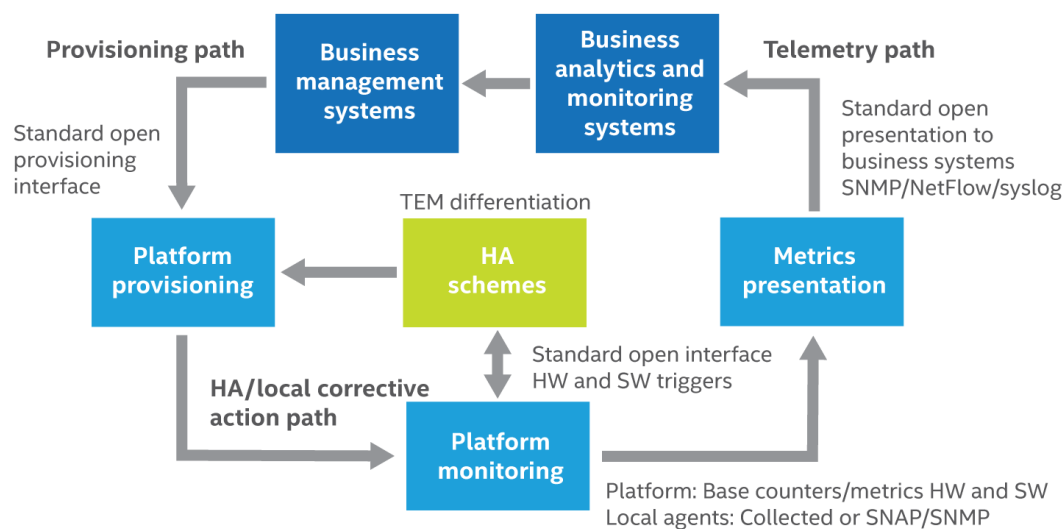 Provisioning path
Business
management
systems
Business
analytics and
monitoring
systems
Telemetry path
Standard open
provisioning
interface
Standard open
presentation to
business systems
SNMP/NetFlow/syslog
TEM differentiation
Platform
provisioning
HA
schemes
Metrics
presentation
Standard open interface
HW and SW triggers
HA/local corrective
action path
Platform
monitoring
Platform: Base counters/metrics HW and SW
Local agents: Collected or SNAP/SNMP